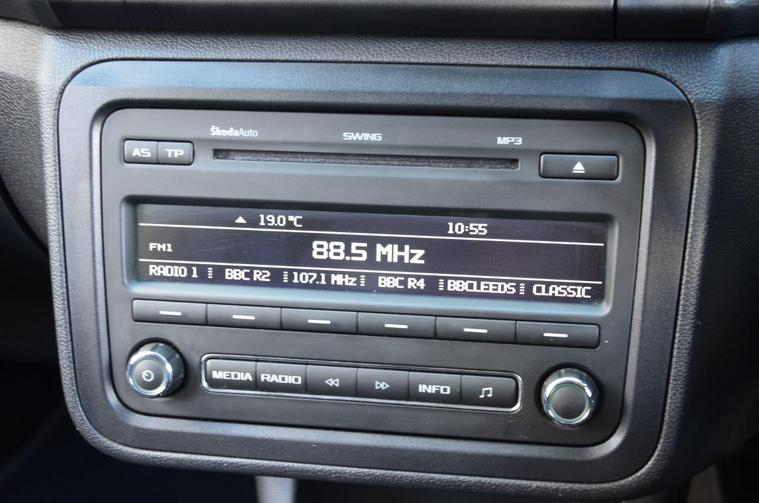 ŠkodaAuto SWING MP3
AS TP
19.0 °C 10:55
FM1 88.5 MHz
RADIO 1 BBC R2 107.1 MHz BBC R4 BBCLEEDS CLASSIC
MEDIA RADIO INFO